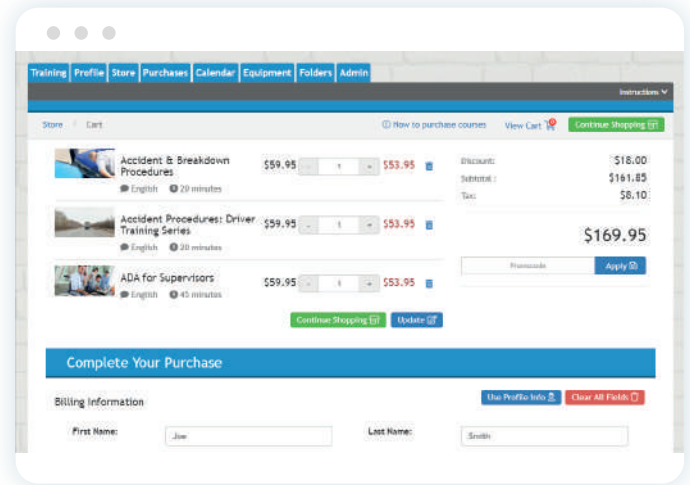 Training Profile Store Purchases Calendar Equipment Folders Admin
Instructions
Store / Cart
How to purchase courses View Cart Continue Shopping
Accident & Breakdown Procedures
English 20 minutes
$59.95 - 1 + $53.95
Accident Procedures: Driver Training Series
English 20 minutes
$59.95 - 1 + $53.95
ADA for Supervisors
English 45 minutes
$59.95 - 1 + $53.95
Continue Shopping Update
Discount: $18.00
Subtotal : $161.85
Tax: $8.10
$169.95
Promocode Apply
Complete Your Purchase
Billing Information
Use Profile Info Clear All Fields
First Name: Joe
Last Name: Smith